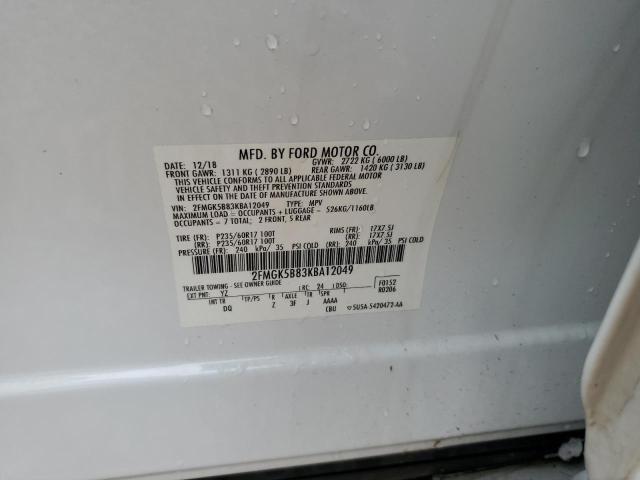 MFD. BY FORD MOTOR CO.
DATE: 12/18 GVWR: 2722 KG ( 6000 LB)
FRONT GAWR: 1311 KG ( 2890 LB) REAR GAWR: 1420 KG ( 3130 LB)
THIS VEHICLE CONFORMS TO ALL APPLICABLE FEDERAL MOTOR
VEHICLE SAFETY AND THEFT PREVENTION STANDARDS IN EFFECT
ON THE DATE OF MANUFACTURE SHOWN ABOVE.
VIN: 2FMGK5B83KBA12049 TYPE: MPV
MAXIMUM LOAD = OCCUPANTS + LUGGAGE = 526KG/1160LB
OCCUPANTS = 7 TOTAL; 2 FRONT, 5 REAR
TIRE (FR): P235/60R17 100T RIMS (FR): 17X7.5J
(RR): P235/60R17 100T (RR): 17X7.5J
PRESSURE (FR): 240 kPa/ 35 PSI COLD (RR): 240 kPa/ 35 PSI COLD
2FMGK5B83KBA12049
TRAILER TOWING - SEE OWNER GUIDE RC: 24 DSO: F0152
EXT PNT: YZ R0206
INT TR TP/PS R AXLE TR SPR
DQ Z 3F J AAAA
CBU 5U5A-5420472-AA